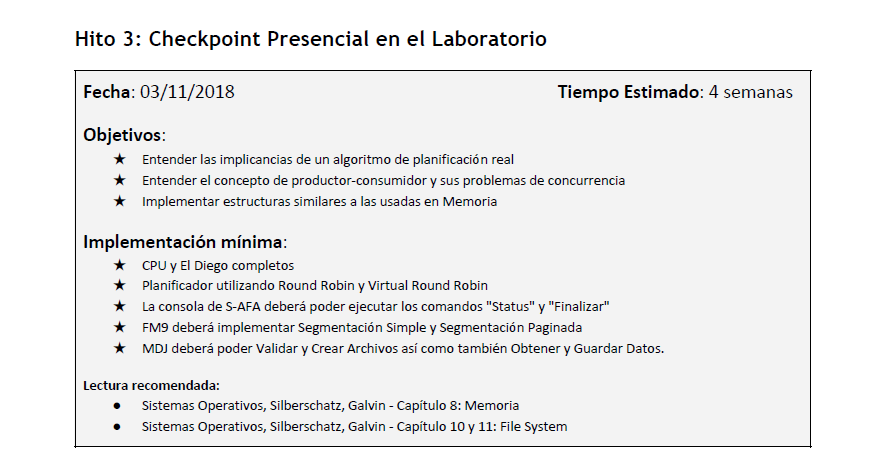 Hito 3: Checkpoint Presencial en el Laboratorio
Fecha: 03/11/2018 Tiempo Estimado: 4 semanas
Objetivos:
★ Entender las implicancias de un algoritmo de planificación real
★ Entender el concepto de productor-consumidor y sus problemas de concurrencia
★ Implementar estructuras similares a las usadas en Memoria
Implementación mínima:
★ CPU y El Diego completos
★ Planificador utilizando Round Robin y Virtual Round Robin
★ La consola de S-AFA deberá poder ejecutar los comandos "Status" y "Finalizar"
★ FM9 deberá implementar Segmentación Simple y Segmentación Paginada
★ MDJ deberá poder Validar y Crear Archivos así como también Obtener y Guardar Datos.
Lectura recomendada:
● Sistemas Operativos, Silberschatz, Galvin - Capítulo 8: Memoria
● Sistemas Operativos, Silberschatz, Galvin - Capítulo 10 y 11: File System